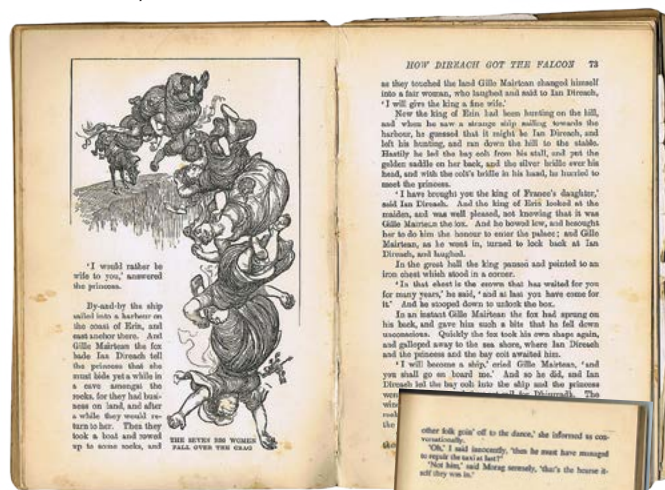 'I would rather be
wife to you,' answered
the princess.
By-and-by the ship
sailed into a harbour on
the coast of Erin, and
cast anchor there. And
Gille Mairtean the fox
bade Ian Direach tell
the princess that she
must bide yet a while in
a cave amongst the
rocks, for they had busi-
ness on land, and after
a while they would re-
turn to her. Then they
took a boat and rowed
up to some rocks, and
THE SEVEN BIG WOMEN
FALL OVER THE CRAG
HOW DIREACH GOT THE FALCON 73
as they touched the land Gille Mairtean changed himself
into a fair woman, who laughed and said to Ian Direach,
'I will give the king a fine wife.'
Now the king of Erin had been hunting on the hill,
and when he saw a strange ship sailing towards the
harbour, he guessed that it might be Ian Direach, and
left his hunting, and ran down the hill to the stable.
Hastily he led the bay colt from his stall, and put the
golden saddle on her back, and the silver bridle over his
head, and with the colt's bridle in his hand, he hurried to
meet the princess.
'I have brought you the king of France's daughter,'
said Ian Direach. And the king of Erin looked at the
maiden, and was well pleased, not knowing that it was
Gille Mairtean the fox. And he bowed low, and besought
her to do him the honour to enter the palace; and Gille
Mairtean, as he went in, turned to look back at Ian
Direach, and laughed.
In the great hall the king paused and pointed to an
iron chest which stood in a corner.
'In that chest is the crown that has waited for you
for many years,' he said, 'and at last you have come for
it.' And he stooped down to unlock the box.
In an instant Gille Mairtean the fox had sprung on
his back, and gave him such a bite that he fell down
unconscious. Quickly the fox took his own shape again,
and galloped away to the sea shore, where Ian Direach
and the princess and the bay colt awaited him.
'I will become a ship,' cried Gille Mairtean, 'and
you shall go on board me.' And so he did, and Ian
Direach led the bay colt into the ship and the princess
The
the
other folk goin' off to the dance,' she informed us con-
versationally.
'Oh,' I said innocently, 'then he must have managed
to repair the taxi at last?'
'Not him,' said Morag serenely, 'that's the hearse it-
self they was in.'